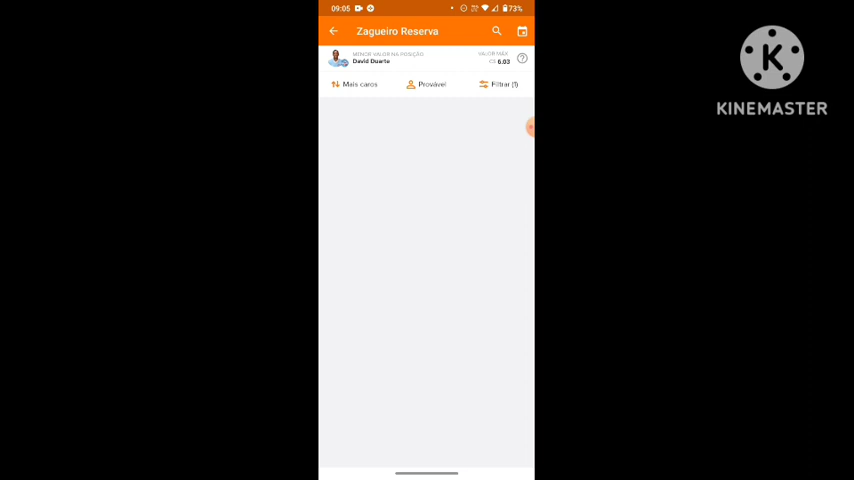 09:05
73%
Zagueiro Reserva
MENOR VALOR NA POSIÇÃO
David Duarte
VALOR MÁX.
C$ 6.03
Mais caros
Provável
Filtrar (1)
K
KINEMASTER